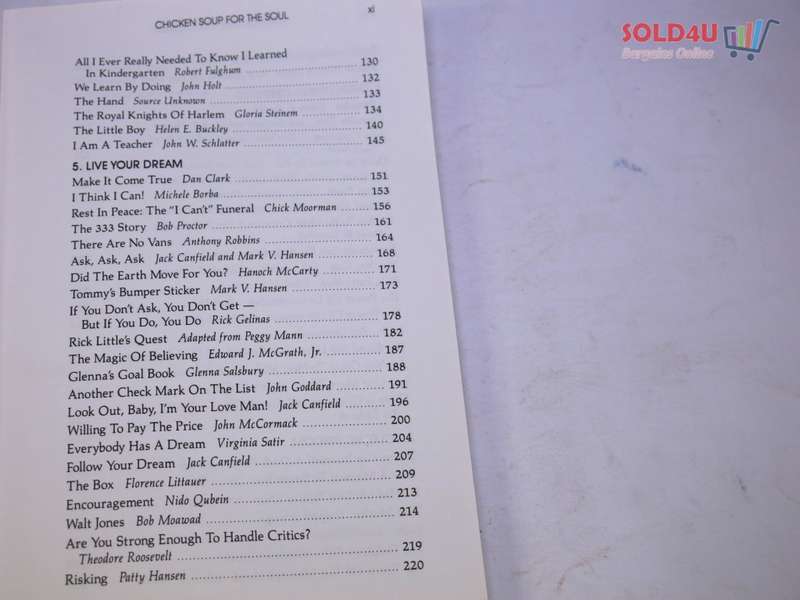 CHICKEN SOUP FOR THE SOUL xi
SOLD4U
Bargains Online
All I Ever Really Needed To Know I Learned
In Kindergarten Robert Fulghum 130
We Learn By Doing John Holt 132
The Hand Source Unknown 133
The Royal Knights Of Harlem Gloria Steinem 134
The Little Boy Helen E. Buckley 140
I Am A Teacher John W. Schlatter 145
5. LIVE YOUR DREAM
Make It Come True Dan Clark 151
I Think I Can! Michele Borba 153
Rest In Peace: The "I Can't" Funeral Chick Moorman 156
The 333 Story Bob Proctor 161
There Are No Vans Anthony Robbins 164
Ask, Ask, Ask Jack Canfield and Mark V. Hansen 168
Did The Earth Move For You? Hanoch McCarty 171
Tommy's Bumper Sticker Mark V. Hansen 173
If You Don't Ask, You Don't Get —
But If You Do, You Do Rick Gelinas 178
Rick Little's Quest Adapted from Peggy Mann 182
The Magic Of Believing Edward J. McGrath, Jr. 187
Glenna's Goal Book Glenna Salsbury 188
Another Check Mark On The List John Goddard 191
Look Out, Baby, I'm Your Love Man! Jack Canfield 196
Willing To Pay The Price John McCormack 200
Everybody Has A Dream Virginia Satir 204
Follow Your Dream Jack Canfield 207
The Box Florence Littauer 209
Encouragement Nido Qubein 213
Walt Jones Bob Moawad 214
Are You Strong Enough To Handle Critics?
Theodore Roosevelt 219
Risking Patty Hansen 220